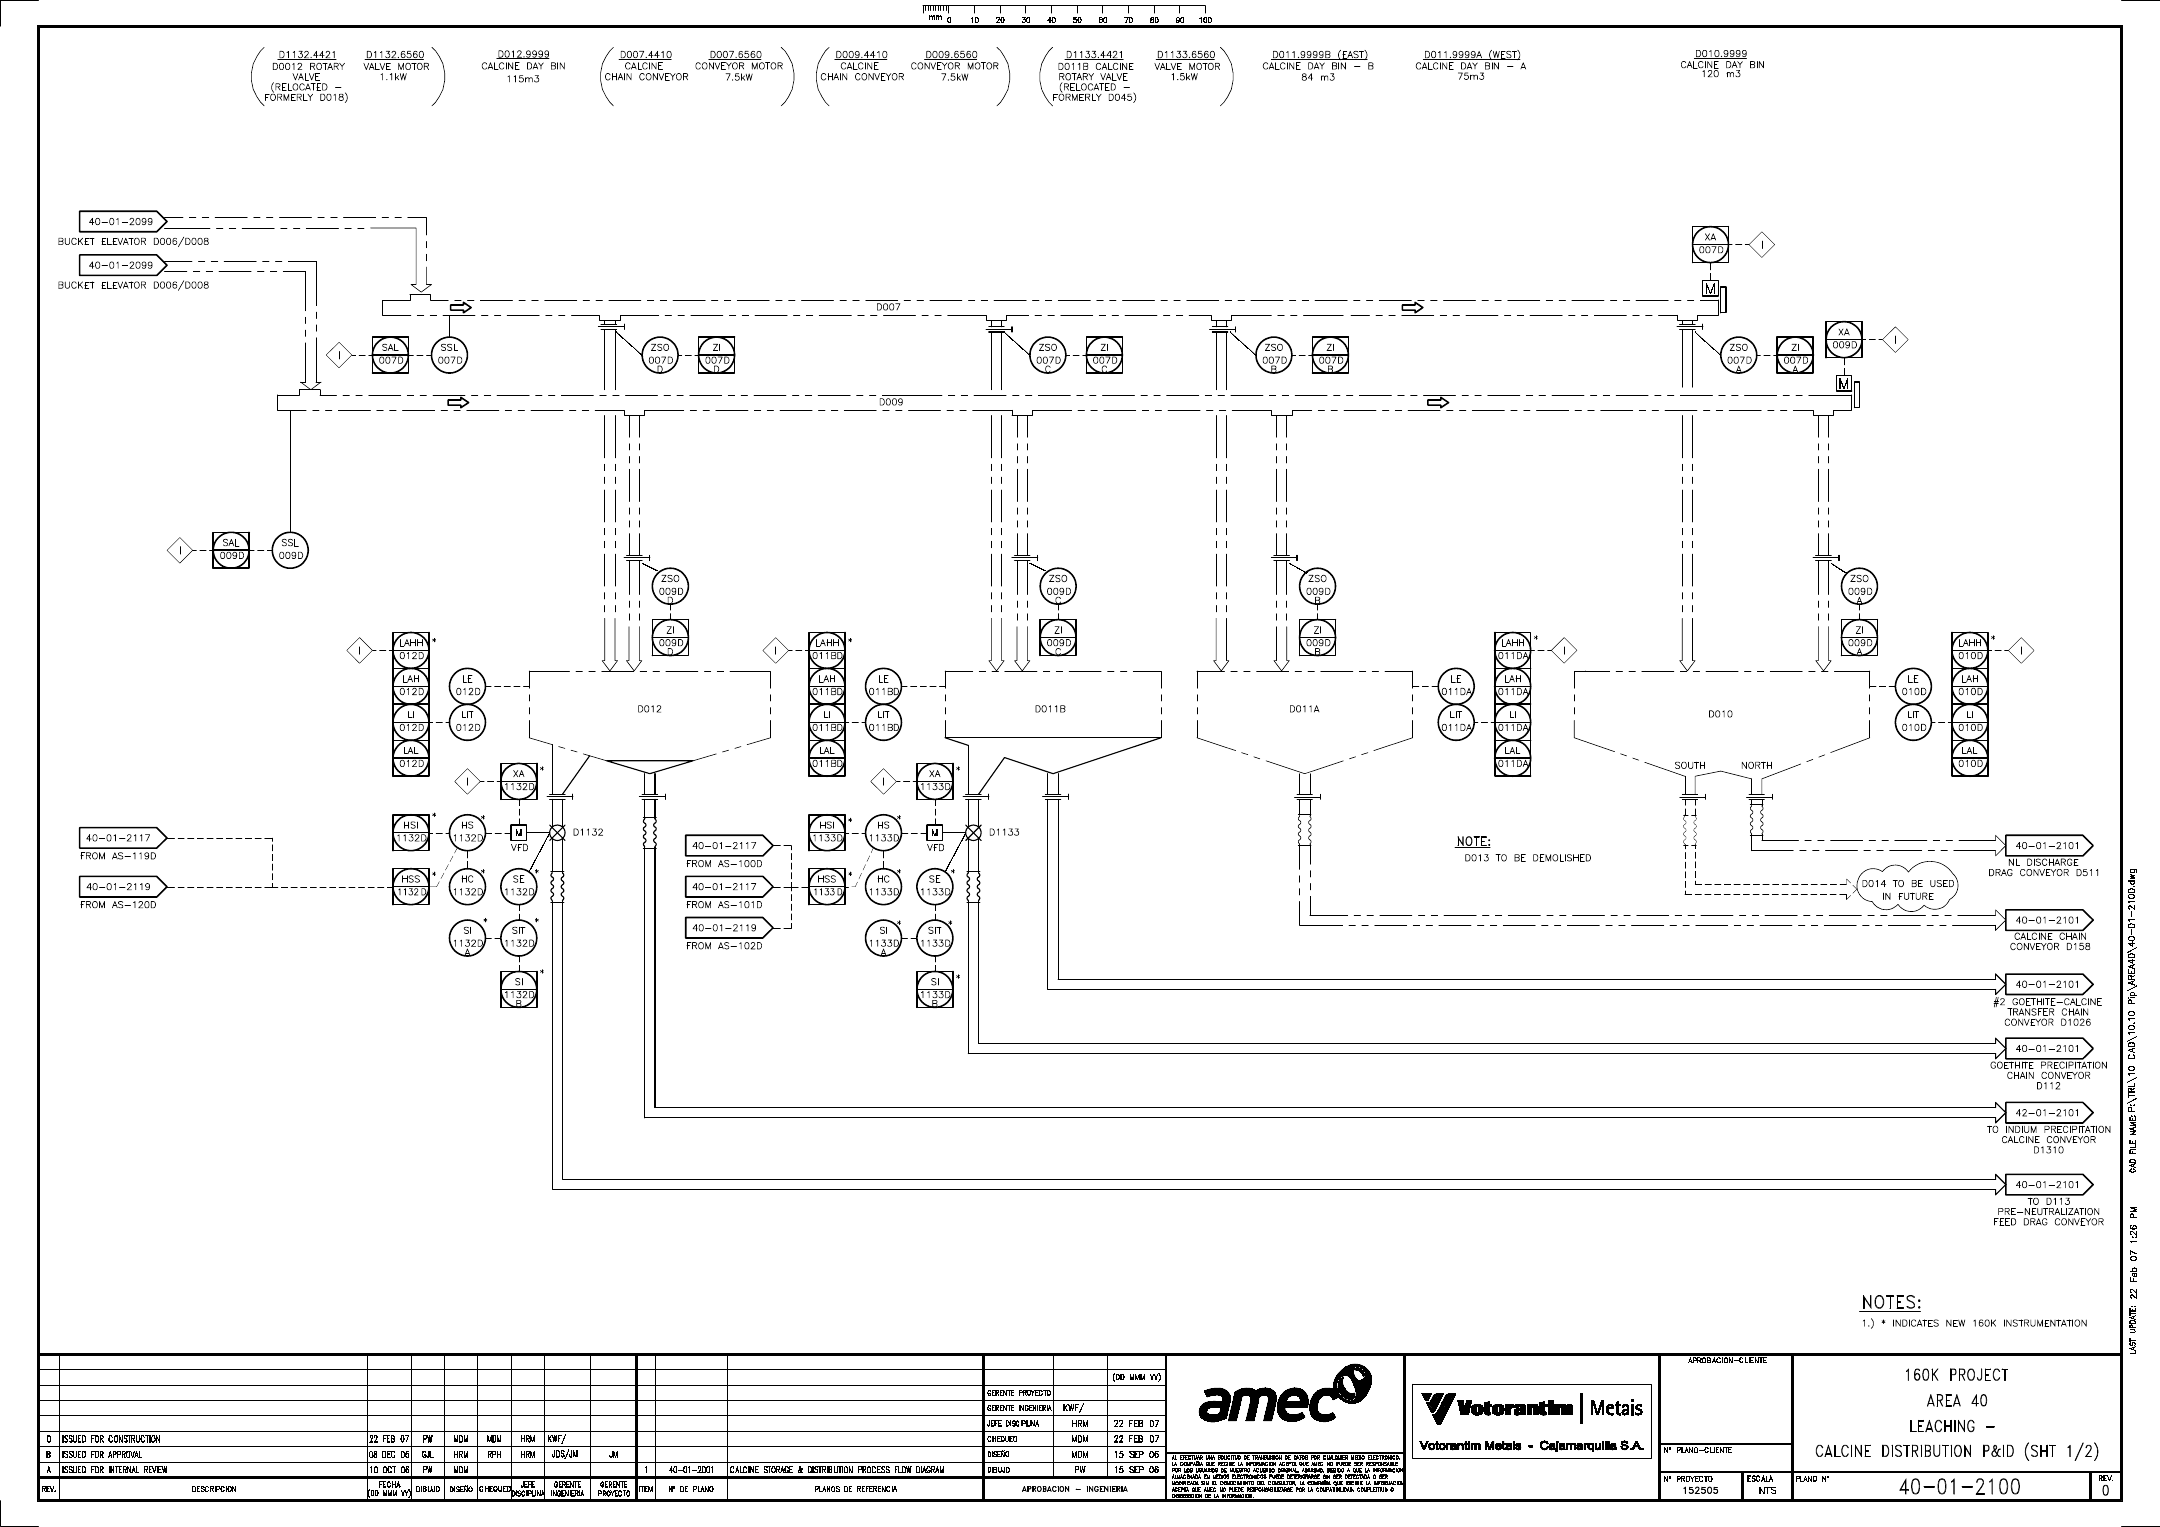 mm 0 10 20 30 40 50 60 70 80 90 100
D1132.4421
D0012 ROTARY
VALVE
(RELOCATED -
FORMERLY D018)
D1132.6560
VALVE MOTOR
1.1kW
D012.9999
CALCINE DAY BIN
115m3
D007.4410
CALCINE
CHAIN CONVEYOR
D007.6560
CONVEYOR MOTOR
7.5kW
D009.4410
CALCINE
CHAIN CONVEYOR
D009.6560
CONVEYOR MOTOR
7.5kW
D1133.4421
D011B CALCINE
ROTARY VALVE
(RELOCATED -
FORMERLY D045)
D1133.6560
VALVE MOTOR
1.5kW
D011.9999B (EAST)
CALCINE DAY BIN - B
84 m3
D011.9999A (WEST)
CALCINE DAY BIN - A
75m3
D010.9999
CALCINE DAY BIN
120 m3
40-01-2099
BUCKET ELEVATOR D006/D008
40-01-2099
BUCKET ELEVATOR D006/D008
XA
007D
I
M
D007
I
SAL
007D
SSL
007D
ZSO
007D
D
ZI
007D
D
ZSO
007D
C
ZI
007D
C
ZSO
007D
B
ZI
007D
B
ZSO
007D
A
ZI
007D
A
XA
009D
I
M
D009
I
SAL
009D
SSL
009D
ZSO
009D
D
ZI
009D
D
ZSO
009D
C
ZI
009D
C
ZSO
009D
B
ZI
009D
B
ZSO
009D
A
ZI
009D
A
I
LAHH *
012D
LAH
012D
LI
012D
LAL
012D
LE
012D
LIT
012D
D012
I
LAHH *
011BD
LAH
011BD
LI
011BD
LAL
011BD
LE
011BD
LIT
011BD
D011B
D011A
LE
011DA
LIT
011DA
LAHH *
011DA
LAH
011DA
LI
011DA
LAL
011DA
I
D010
SOUTH
NORTH
LE
010D
LIT
010D
LAHH *
010D
LAH
010D
LI
010D
LAL
010D
I
I
XA *
1132D
HSI *
1132D
HS *
1132D
M
VFD
D1132
HSS *
1132D
HC *
1132D
SE *
1132D
SI *
1132D
A
SIT *
1132D
SI *
1132D
B
40-01-2117
FROM AS-119D
40-01-2119
FROM AS-120D
I
XA *
1133D
HSI *
1133D
HS *
1133D
M
VFD
D1133
HSS *
1133D
HC *
1133D
SE *
1133D
SI *
1133D
A
SIT *
1133D
SI *
1133D
B
40-01-2117
FROM AS-100D
40-01-2117
FROM AS-101D
40-01-2119
FROM AS-102D
NOTE:
D013 TO BE DEMOLISHED
40-01-2101
NL DISCHARGE
DRAG CONVEYOR D511
D014 TO BE USED
IN FUTURE
40-01-2101
CALCINE CHAIN
CONVEYOR D158
40-01-2101
#2 GOETHITE-CALCINE
TRANSFER CHAIN
CONVEYOR D1026
40-01-2101
GOETHITE PRECIPITATION
CHAIN CONVEYOR
D112
42-01-2101
TO INDIUM PRECIPITATION
CALCINE CONVEYOR
D1310
40-01-2101
TO D113
PRE-NEUTRALIZATION
FEED DRAG CONVEYOR
NOTES:
1.) * INDICATES NEW 160K INSTRUMENTATION
LAST UPDATE: 22 Feb 07 1:26 PM CAD FILE NAME: P:\TRL\10 CAD\10.10 Pip\AREA40\40-01-2100.dwg
0 ISSUED FOR CONSTRUCTION 22 FEB 07 PW MDM MDM HRM KWF/
B ISSUED FOR APPROVAL 08 DEC 06 GJL HRM RPH HRM JDS/JM JM
A ISSUED FOR INTERNAL REVIEW 10 OCT 06 PW MDM
REV. DESCRIPCION FECHA (DD MMM YY) DIBUJO DISEÑO CHEQUED JEFE DISCIPLINA GERENTE INGENIERIA GERENTE PROYECTO
1 40-01-2001 CALCINE STORAGE & DISTRIBUTION PROCESS FLOW DIAGRAM
ITEM N° DE PLANO PLANOS DE REFERENCIA
(DD MMM YY)
GERENTE PROYECTO
GERENTE INGENIERIA KWF/
JEFE DISCIPLINA HRM 22 FEB 07
CHEQUEO MDM 22 FEB 07
DISEÑO MDM 15 SEP 06
DIBUJO PW 15 SEP 06
APROBACION - INGENIERIA
amec
Votorantim | Metais
Votorantim Metais - Cajamarquilla S.A.
APROBACION-CLIENTE
N° PLANO-CLIENTE
N° PROYECTO
152505
ESCALA
NTS
160K PROJECT
AREA 40
LEACHING -
CALCINE DISTRIBUTION P&ID (SHT 1/2)
PLANO N°
40-01-2100
REV.
0